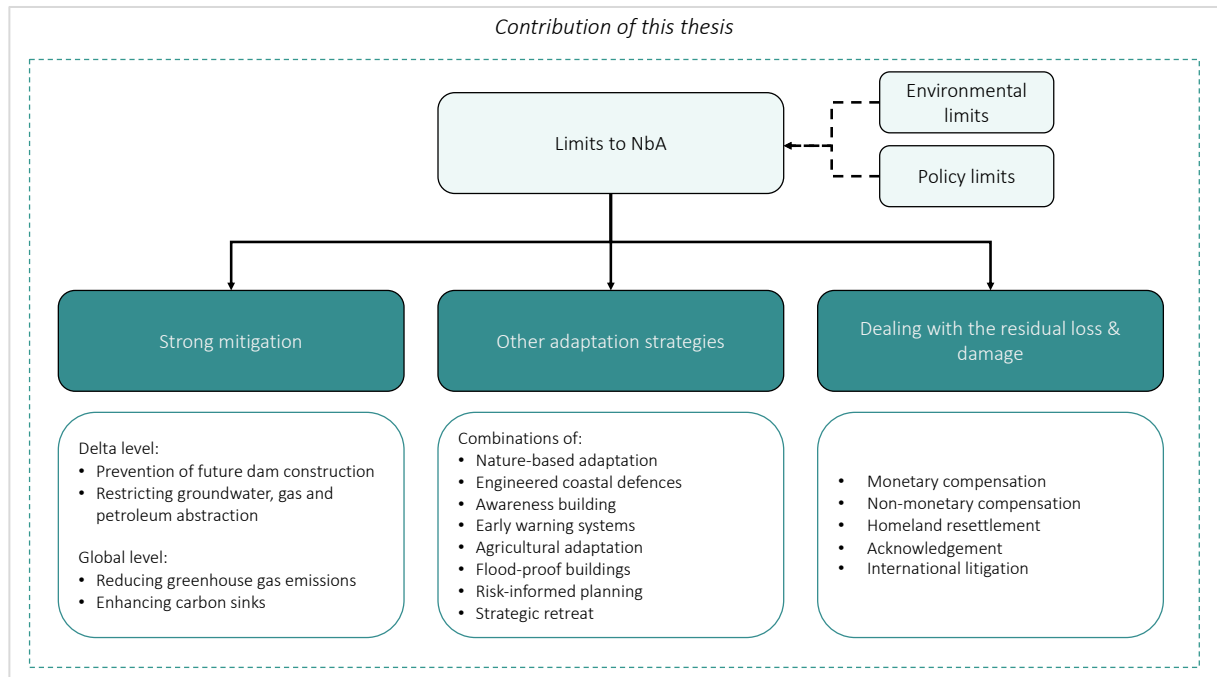 Contribution of this thesis
Environmental
limits
Limits to NbA
Policy limits
Strong mitigation
Other adaptation strategies
Dealing with the residual loss &
damage
Delta level:
• Prevention of future dam construction
• Restricting groundwater, gas and
petroleum abstraction
Global level:
• Reducing greenhouse gas emissions
• Enhancing carbon sinks
Combinations of:
• Nature-based adaptation
• Engineered coastal defences
• Awareness building
• Early warning systems
• Agricultural adaptation
• Flood-proof buildings
• Risk-informed planning
• Strategic retreat
• Monetary compensation
• Non-monetary compensation
• Homeland resettlement
• Acknowledgement
• International litigation